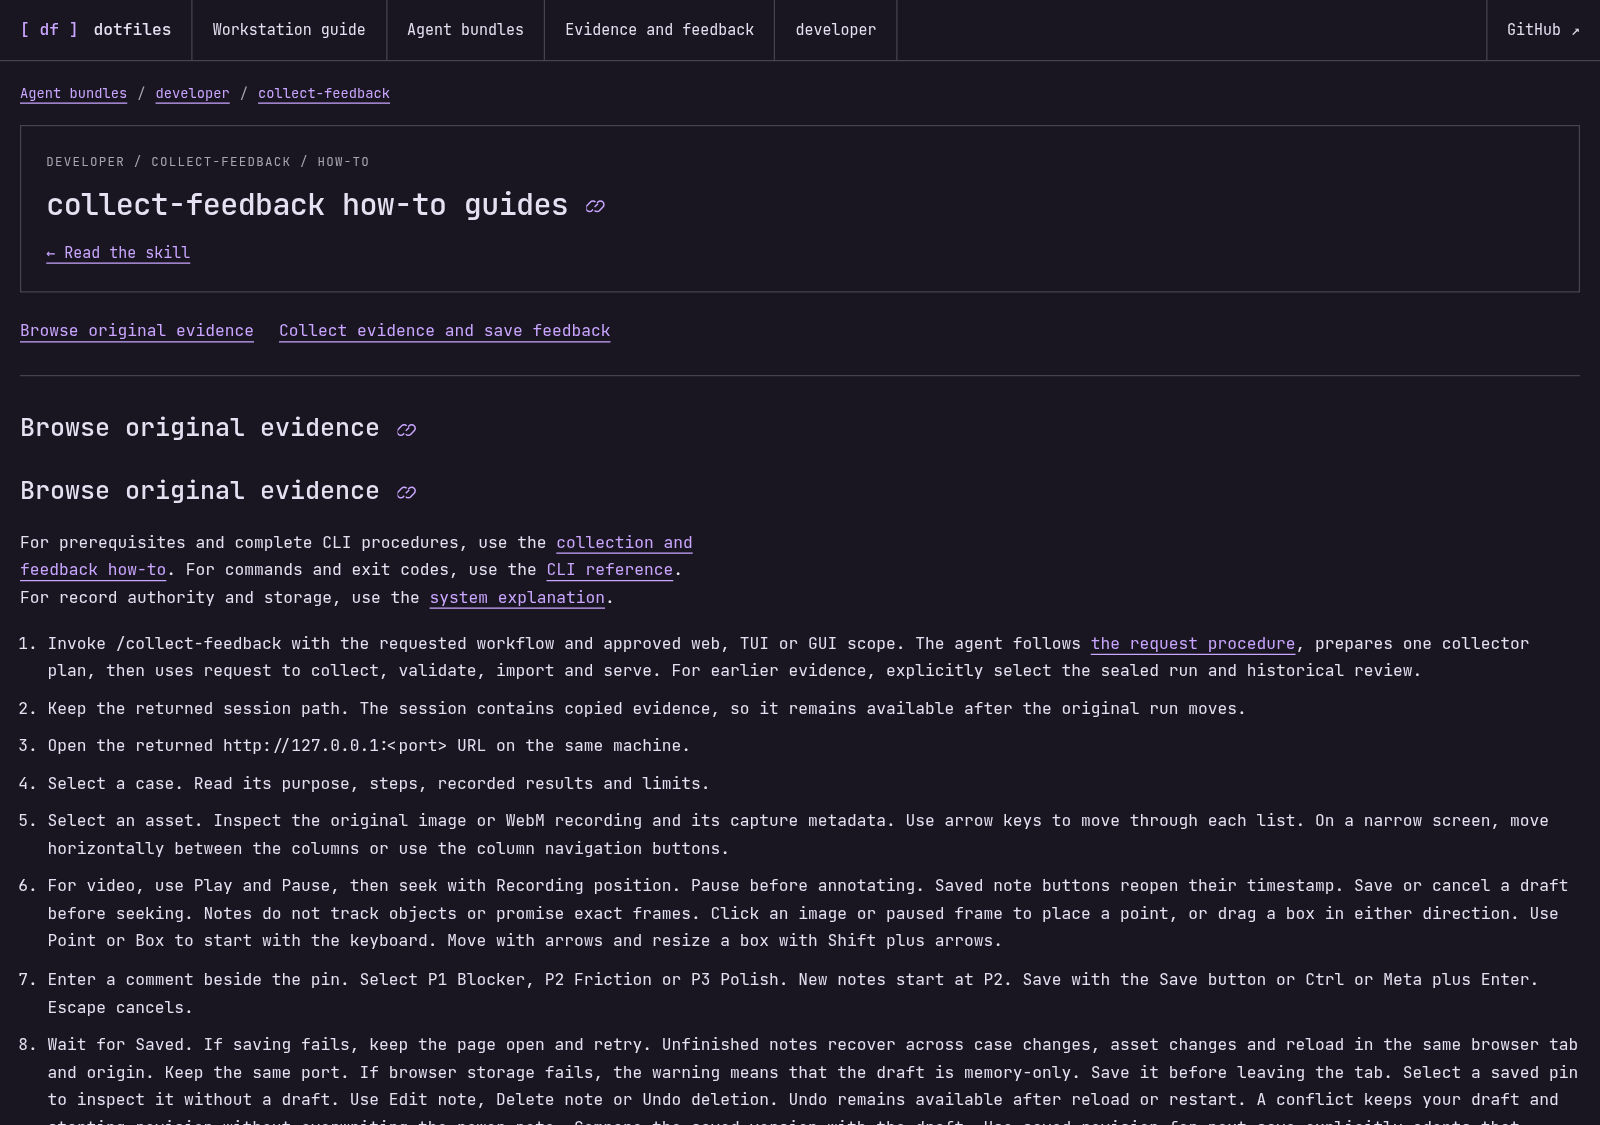 [ df ] dotfiles Workstation guide Agent bundles Evidence and feedback developer GitHub ↗
Agent bundles / developer / collect-feedback
DEVELOPER / COLLECT-FEEDBACK / HOW-TO
collect-feedback how-to guides
← Read the skill
Browse original evidence Collect evidence and save feedback
Browse original evidence
Browse original evidence
For prerequisites and complete CLI procedures, use the collection and
feedback how-to. For commands and exit codes, use the CLI reference.
For record authority and storage, use the system explanation.
1. Invoke /collect-feedback with the requested workflow and approved web, TUI or GUI scope. The agent follows the request procedure, prepares one collector
plan, then uses request to collect, validate, import and serve. For earlier evidence, explicitly select the sealed run and historical review.
2. Keep the returned session path. The session contains copied evidence, so it remains available after the original run moves.
3. Open the returned http://127.0.0.1:<port> URL on the same machine.
4. Select a case. Read its purpose, steps, recorded results and limits.
5. Select an asset. Inspect the original image or WebM recording and its capture metadata. Use arrow keys to move through each list. On a narrow screen, move
horizontally between the columns or use the column navigation buttons.
6. For video, use Play and Pause, then seek with Recording position. Pause before annotating. Saved note buttons reopen their timestamp. Save or cancel a draft
before seeking. Notes do not track objects or promise exact frames. Click an image or paused frame to place a point, or drag a box in either direction. Use
Point or Box to start with the keyboard. Move with arrows and resize a box with Shift plus arrows.
7. Enter a comment beside the pin. Select P1 Blocker, P2 Friction or P3 Polish. New notes start at P2. Save with the Save button or Ctrl or Meta plus Enter.
Escape cancels.
8. Wait for Saved. If saving fails, keep the page open and retry. Unfinished notes recover across case changes, asset changes and reload in the same browser tab
and origin. Keep the same port. If browser storage fails, the warning means that the draft is memory-only. Save it before leaving the tab. Select a saved pin
to inspect it without a draft. Use Edit note, Delete note or Undo deletion. Undo remains available after reload or restart. A conflict keeps your draft and